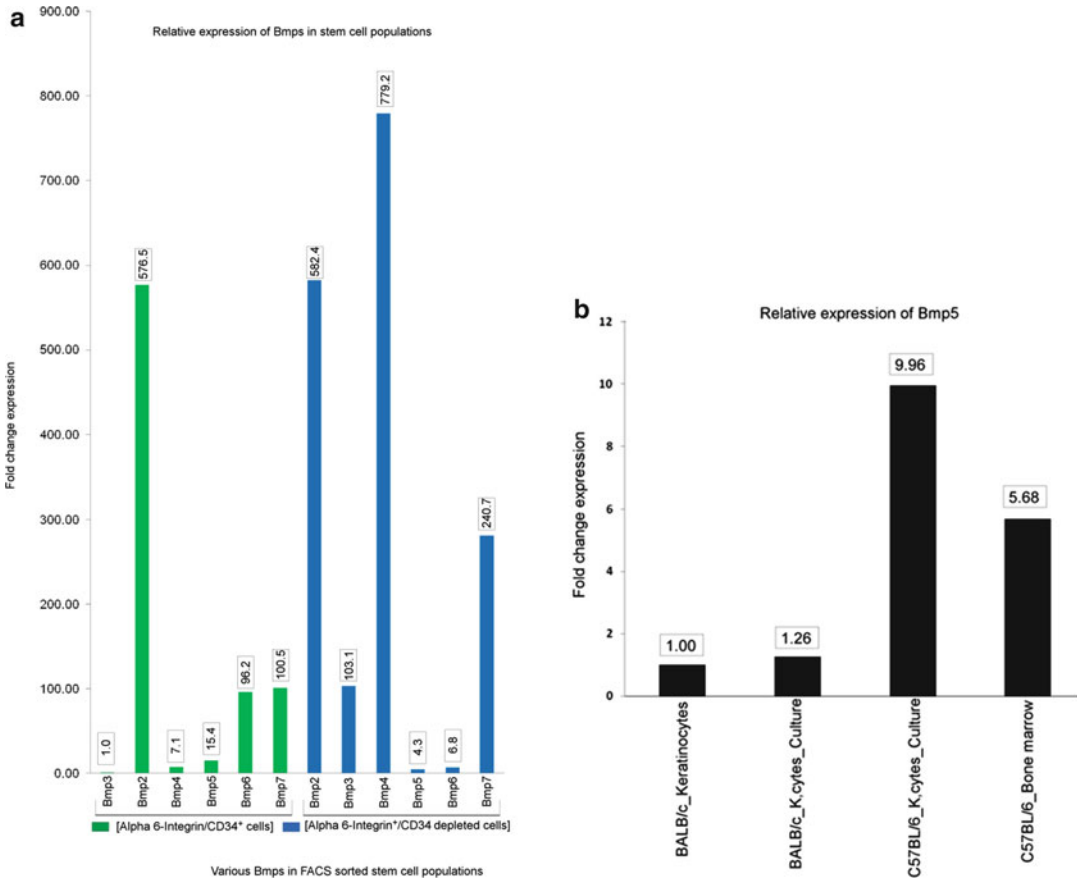 a
Relative expression of Bmps in stem cell populations
Fold change expression
900.00
800.00
700.00
600.00
500.00
400.00
300.00
200.00
100.00
0.00
1.0
576.5
7.1
15.4
96.2
100.5
582.4
103.1
779.2
4.3
6.8
240.7
Bmp3
Bmp2
Bmp4
Bmp5
Bmp6
Bmp7
Bmp2
Bmp3
Bmp4
Bmp5
Bmp6
Bmp7
[Alpha 6-Integrin/CD34⁺ cells]
[Alpha 6-Integrin⁺/CD34 depleted cells]
Various Bmps in FACS sorted stem cell populations
b
Relative expression of Bmp5
Fold change expression
12
10
8
6
4
2
0
1.00
1.26
9.96
5.68
BALB/c_Keratinocytes
BALB/c_K,cytes_Culture
C57BL/6_K,cytes_Culture
C57BL/6_Bone marrow